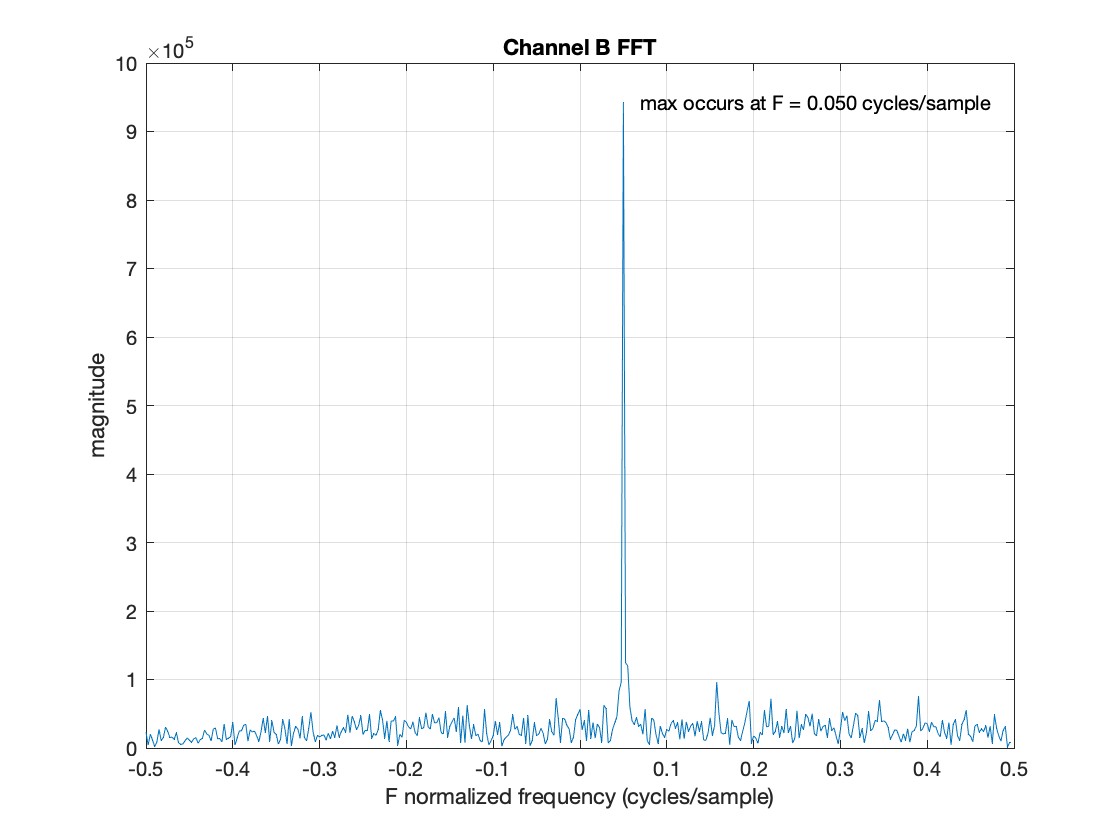 Channel B FFT
×10^5
max occurs at F = 0.050 cycles/sample
10
9
8
7
6
5
4
3
2
1
0
magnitude
-0.5 -0.4 -0.3 -0.2 -0.1 0 0.1 0.2 0.3 0.4 0.5
F normalized frequency (cycles/sample)